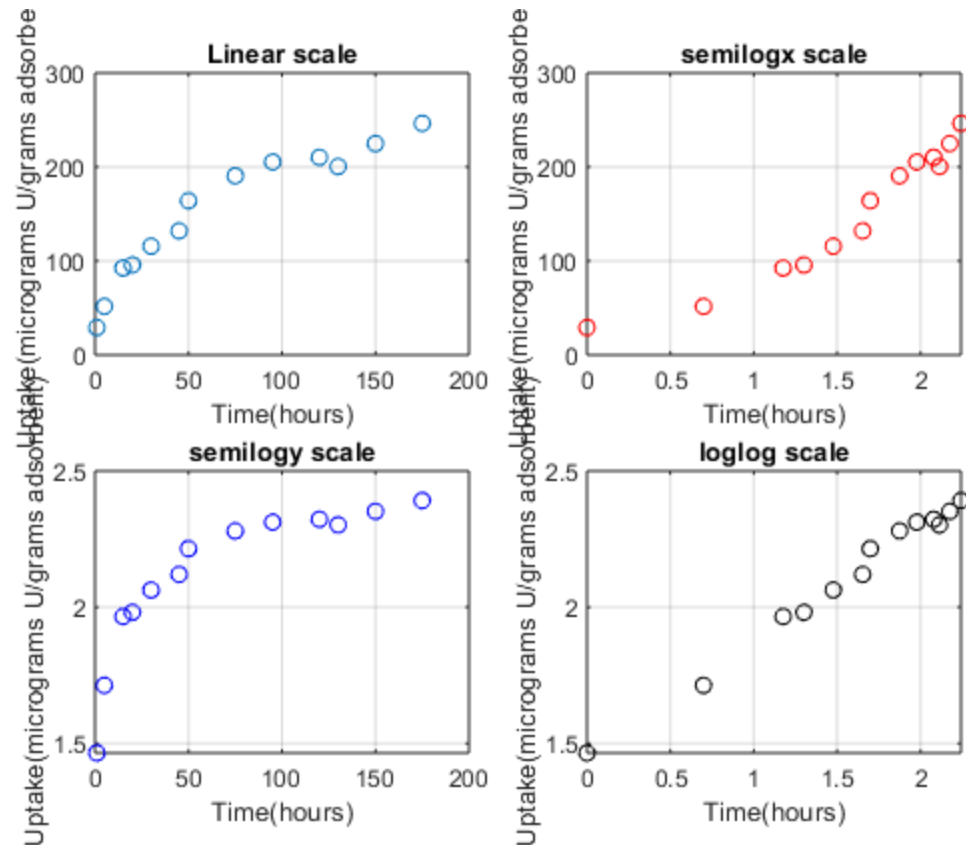 Linear scale
Uptake(micrograms U/grams adsorbe
300
200
100
0
0 50 100 150 200
Time(hours)
semilogx scale
Uptake(micrograms U/grams adsorbe
300
200
100
0
0 0.5 1 1.5 2
Time(hours)
semilogy scale
Uptake(micrograms U/grams adsorbent)
2.5
2
1.5
0 50 100 150 200
Time(hours)
loglog scale
Uptake(micrograms U/grams adsorbent)
2.5
2
1.5
0 0.5 1 1.5 2
Time(hours)